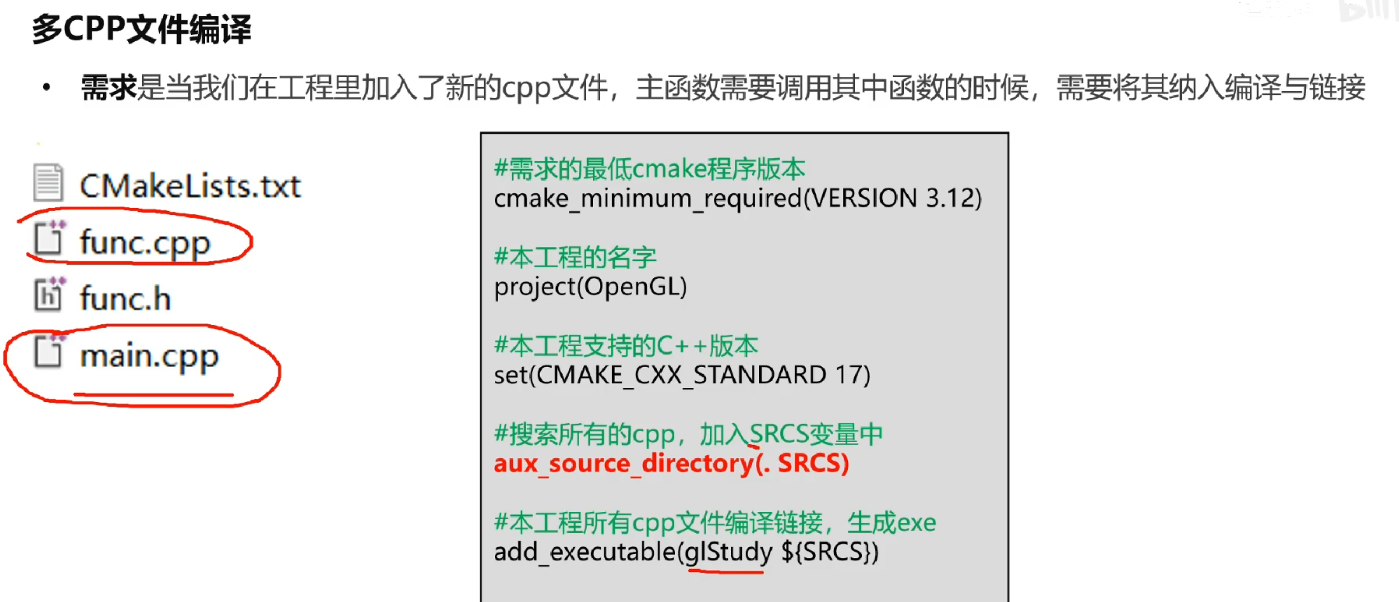 多CPP文件编译
• 需求是当我们在工程里加入了新的cpp文件，主函数需要调用其中函数的时候，需要将其纳入编译与链接
CMakeLists.txt
func.cpp
func.h
main.cpp
#需求的最低cmake程序版本
cmake_minimum_required(VERSION 3.12)
#本工程的名字
project(OpenGL)
#本工程支持的C++版本
set(CMAKE_CXX_STANDARD 17)
#搜索所有的cpp，加入SRCS变量中
aux_source_directory(. SRCS)
#本工程所有cpp文件编译链接，生成exe
add_executable(glStudy ${SRCS})